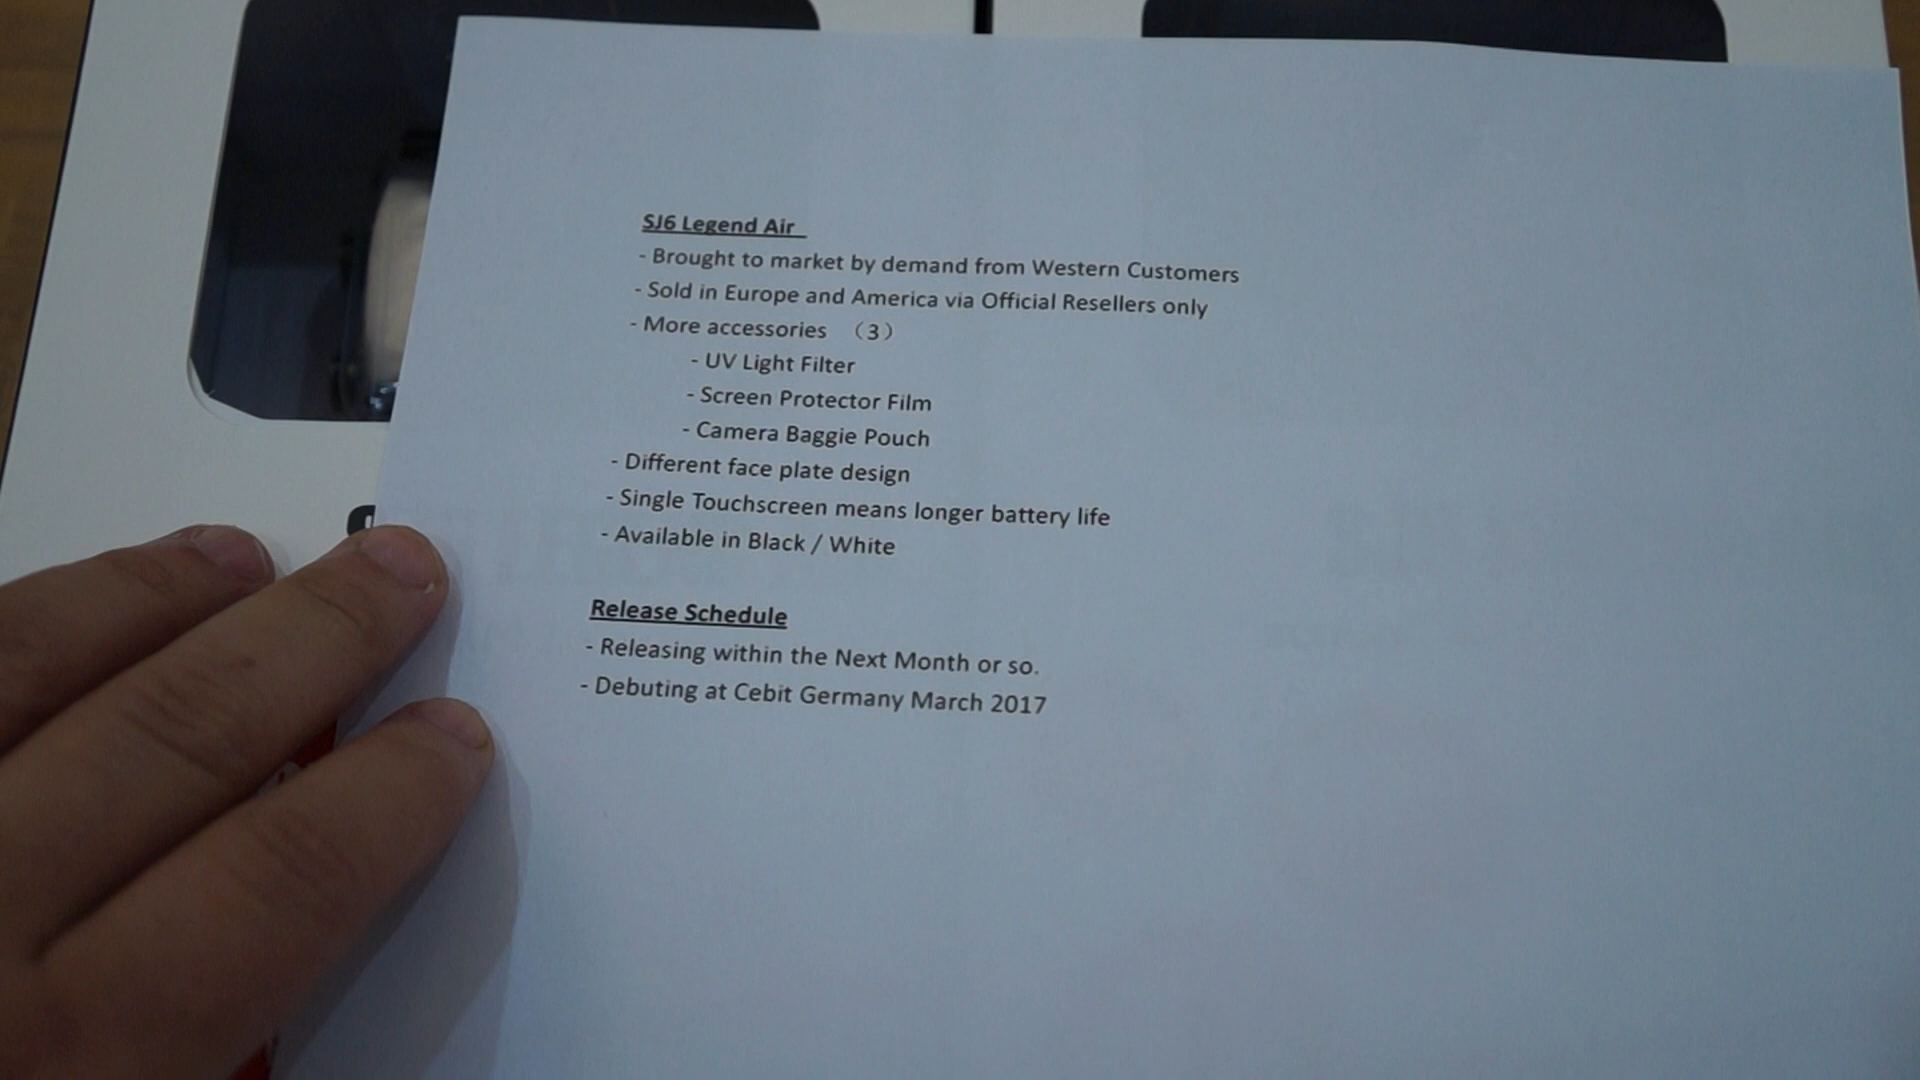 SJ6 Legend Air
- Brought to market by demand from Western Customers
- Sold in Europe and America via Official Resellers only
- More accessories （3）
- UV Light Filter
- Screen Protector Film
- Camera Baggie Pouch
- Different face plate design
- Single Touchscreen means longer battery life
- Available in Black / White
Release Schedule
- Releasing within the Next Month or so.
- Debuting at Cebit Germany March 2017